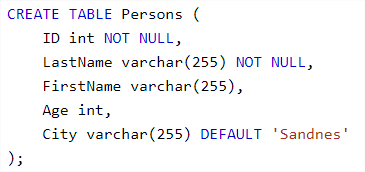 CREATE TABLE Persons (
    ID int NOT NULL,
    LastName varchar(255) NOT NULL,
    FirstName varchar(255),
    Age int,
    City varchar(255) DEFAULT 'Sandnes'
);